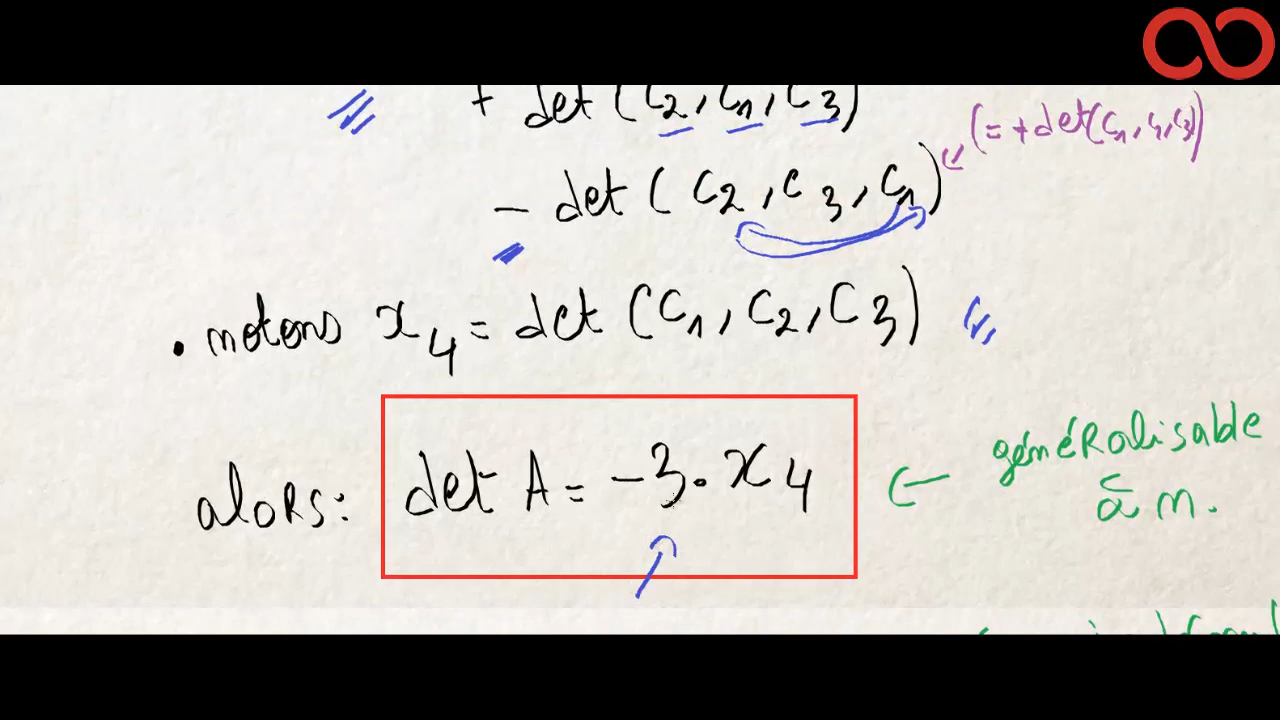 + det (C2, C1, C3)
(= + det(C1, C2, C3))
− det (C2, C3, C1)
. notons x4 = det (C1, C2, C3)
alors: det A = −3. x4 ← généralisable
à n.